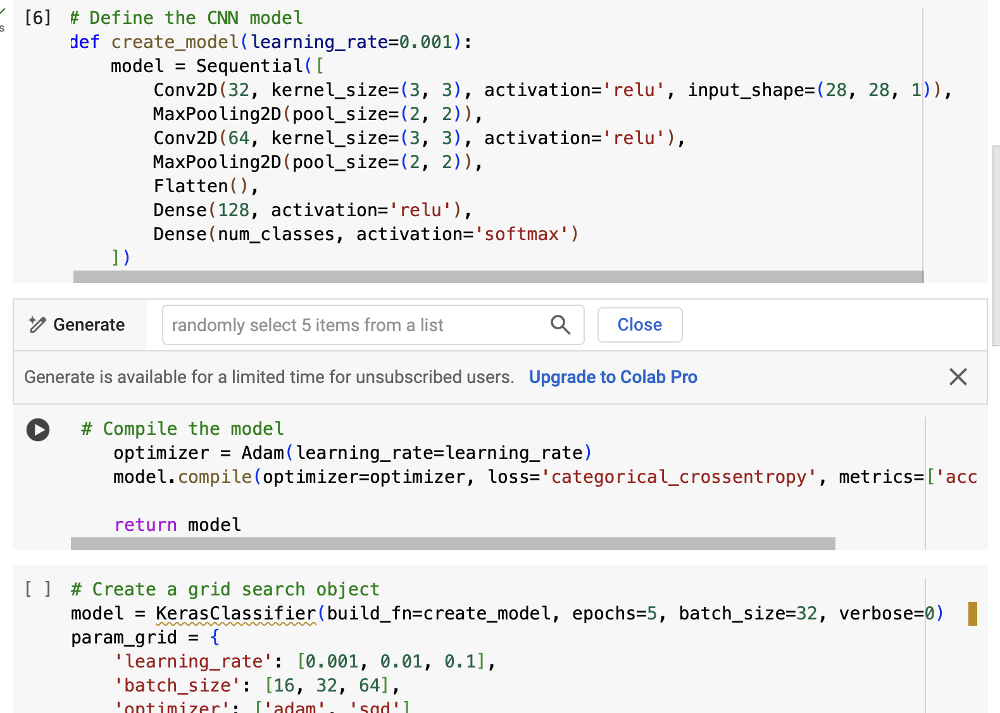 [6] # Define the CNN model
s
def create_model(learning_rate=0.001):
    model = Sequential([
        Conv2D(32, kernel_size=(3, 3), activation='relu', input_shape=(28, 28, 1)),
        MaxPooling2D(pool_size=(2, 2)),
        Conv2D(64, kernel_size=(3, 3), activation='relu'),
        MaxPooling2D(pool_size=(2, 2)),
        Flatten(),
        Dense(128, activation='relu'),
        Dense(num_classes, activation='softmax')
    ])
Generate randomly select 5 items from a list Close
Generate is available for a limited time for unsubscribed users. Upgrade to Colab Pro
 # Compile the model
    optimizer = Adam(learning_rate=learning_rate)
    model.compile(optimizer=optimizer, loss='categorical_crossentropy', metrics=['acc
    return model
[ ] # Create a grid search object
model = KerasClassifier(build_fn=create_model, epochs=5, batch_size=32, verbose=0)
param_grid = {
    'learning_rate': [0.001, 0.01, 0.1],
    'batch_size': [16, 32, 64],
    'optimizer': ['adam', 'sgd']